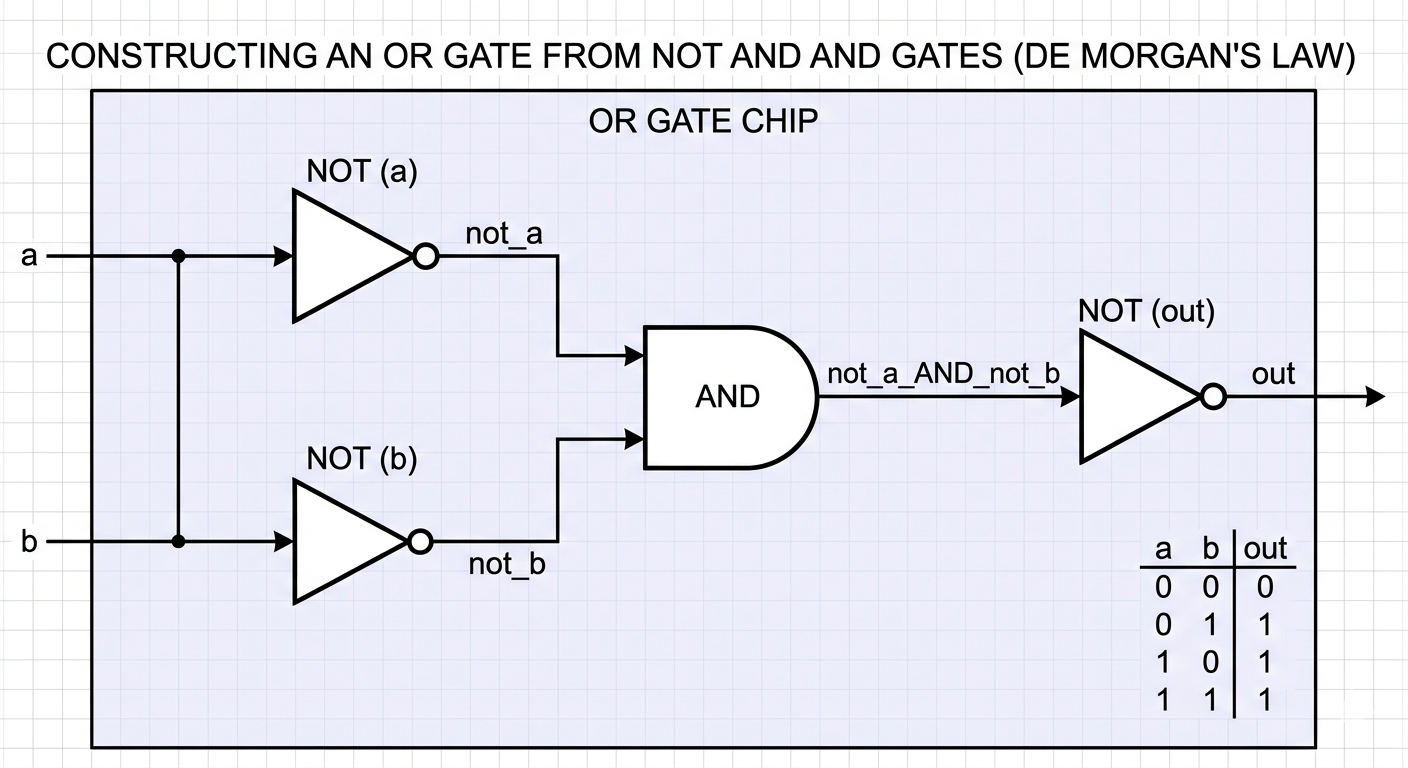 CONSTRUCTING AN OR GATE FROM NOT AND AND GATES (DE MORGAN'S LAW)
OR GATE CHIP
NOT (a)
a
not_a
NOT (b)
b
not_b
AND
not_a_AND_not_b
NOT (out)
out
a b out
0 0 0
0 1 1
1 0 1
1 1 1